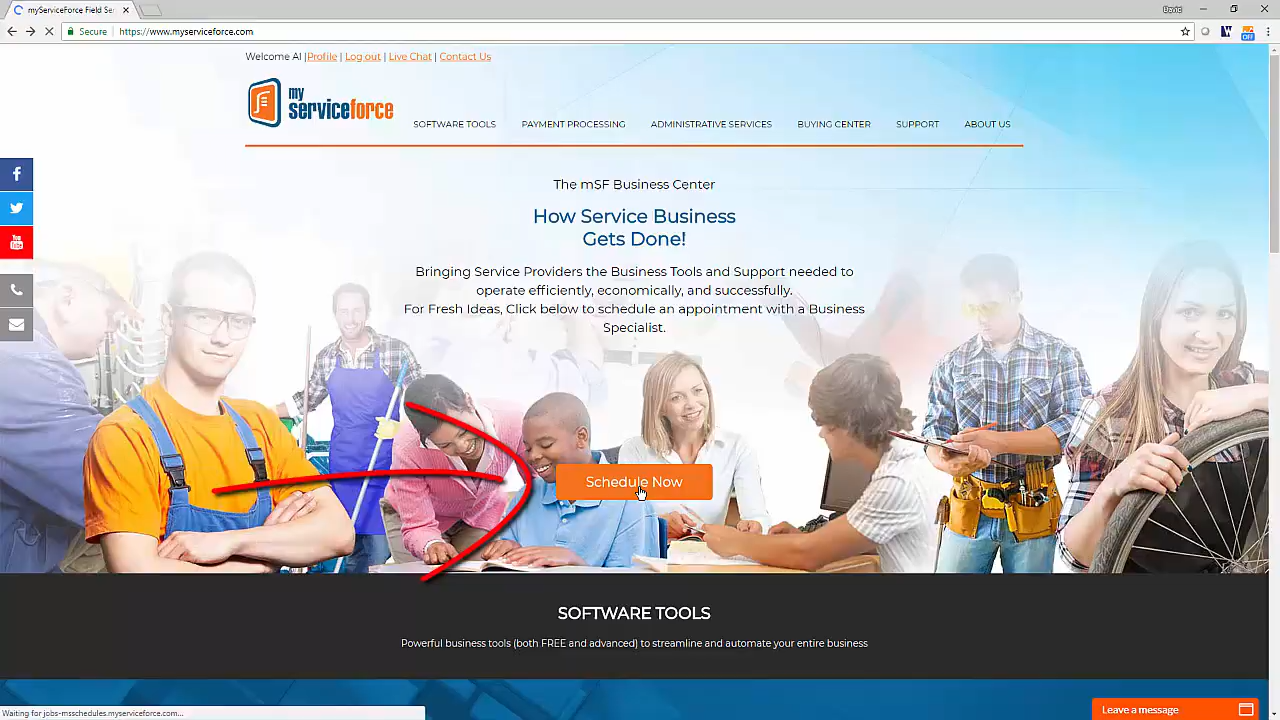 myServiceForce Field Ser
David
Secure
https://www.myserviceforce.com
OFF
Welcome Al |Profile | Log out | Live Chat | Contact Us
my
serviceforce
SOFTWARE TOOLS
PAYMENT PROCESSING
ADMINISTRATIVE SERVICES
BUYING CENTER
SUPPORT
ABOUT US
The mSF Business Center
How Service Business
Gets Done!
Bringing Service Providers the Business Tools and Support needed to
operate efficiently, economically, and successfully.
For Fresh Ideas, Click below to schedule an appointment with a Business
Specialist.
Schedule Now
SOFTWARE TOOLS
Powerful business tools (both FREE and advanced) to streamline and automate your entire business
Waiting for jobs-msschedules.myserviceforce.com...
Leave a message